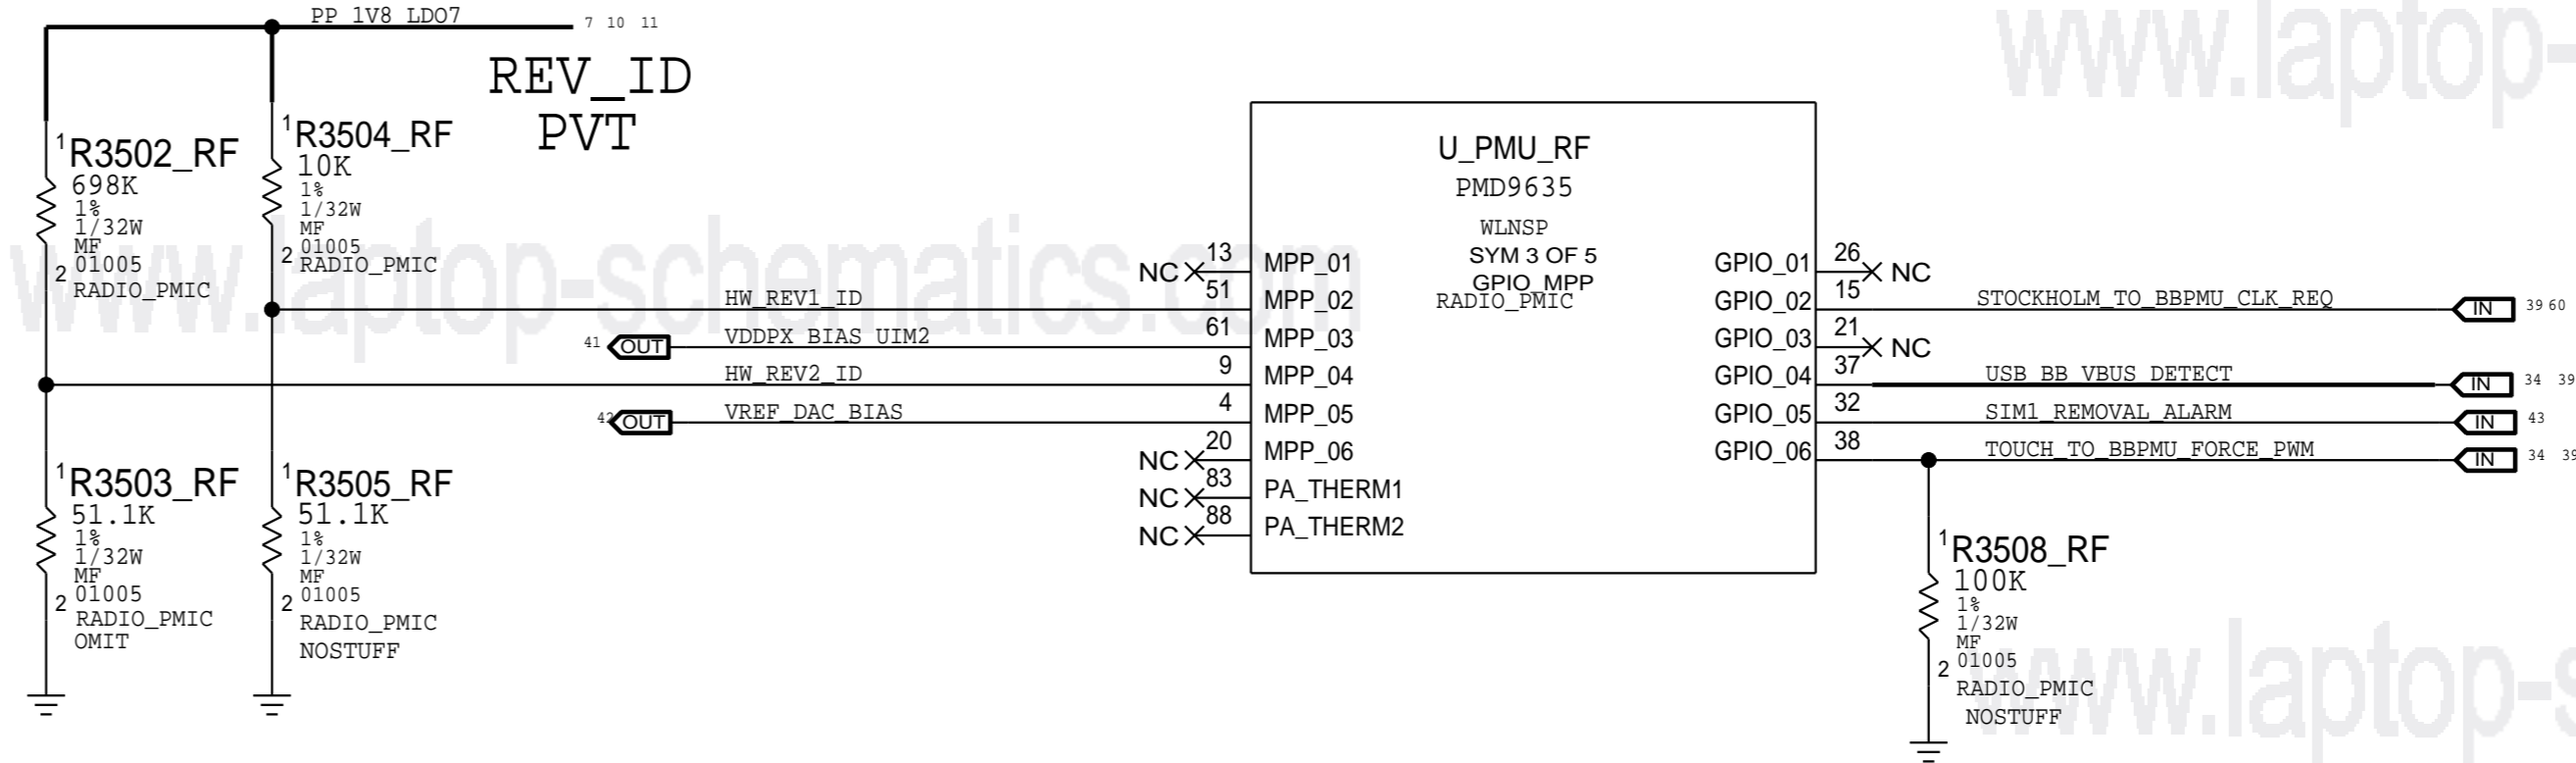 PP_1V8_LDO7 7 10 11
REV_ID
PVT
www.laptop-
1 R3502_RF
698K
1%
1/32W
MF
01005
2 RADIO_PMIC
1 R3504_RF
10K
1%
1/32W
MF
01005
2 RADIO_PMIC
www.laptop-schematics.com
HW_REV1_ID
41 OUT VDDPX_BIAS_UIM2
HW_REV2_ID
42 OUT VREF_DAC_BIAS
1 R3503_RF
51.1K
1%
1/32W
MF
01005
2 RADIO_PMIC
OMIT
1 R3505_RF
51.1K
1%
1/32W
MF
01005
2 RADIO_PMIC
NOSTUFF
U_PMU_RF
PMD9635
WLNSP
SYM 3 OF 5
GPIO_MPP
RADIO_PMIC
NC 13 MPP_01
51 MPP_02
61 MPP_03
9 MPP_04
4 MPP_05
NC 20 MPP_06
NC 83 PA_THERM1
NC 88 PA_THERM2
GPIO_01 26 NC
GPIO_02 15 STOCKHOLM_TO_BBPMU_CLK_REQ IN 39 60
GPIO_03 21 NC
GPIO_04 37 USB_BB_VBUS_DETECT IN 34 39
GPIO_05 32 SIM1_REMOVAL_ALARM IN 43
GPIO_06 38 TOUCH_TO_BBPMU_FORCE_PWM IN 34 39
1 R3508_RF
100K
1%
1/32W
MF
01005
2 RADIO_PMIC
NOSTUFF
www.laptop-s